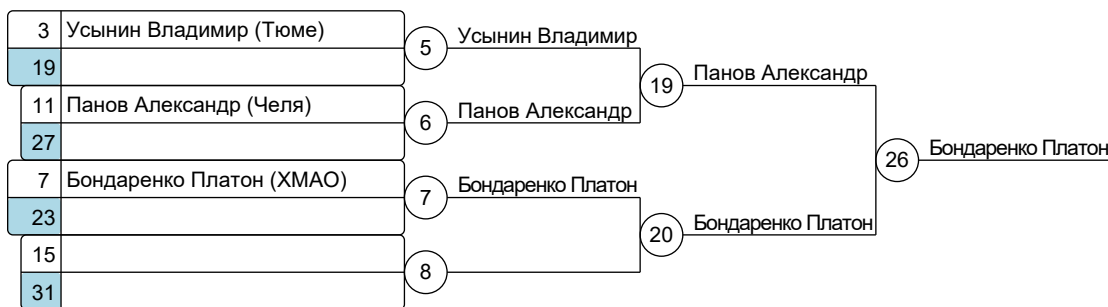 3 Усынин Владимир (Тюме)
19
11 Панов Александр (Челя)
27
7 Бондаренко Платон (ХМАО)
23
15
31
5 Усынин Владимир
6 Панов Александр
7 Бондаренко Платон
8
19 Панов Александр
20 Бондаренко Платон
26 Бондаренко Платон